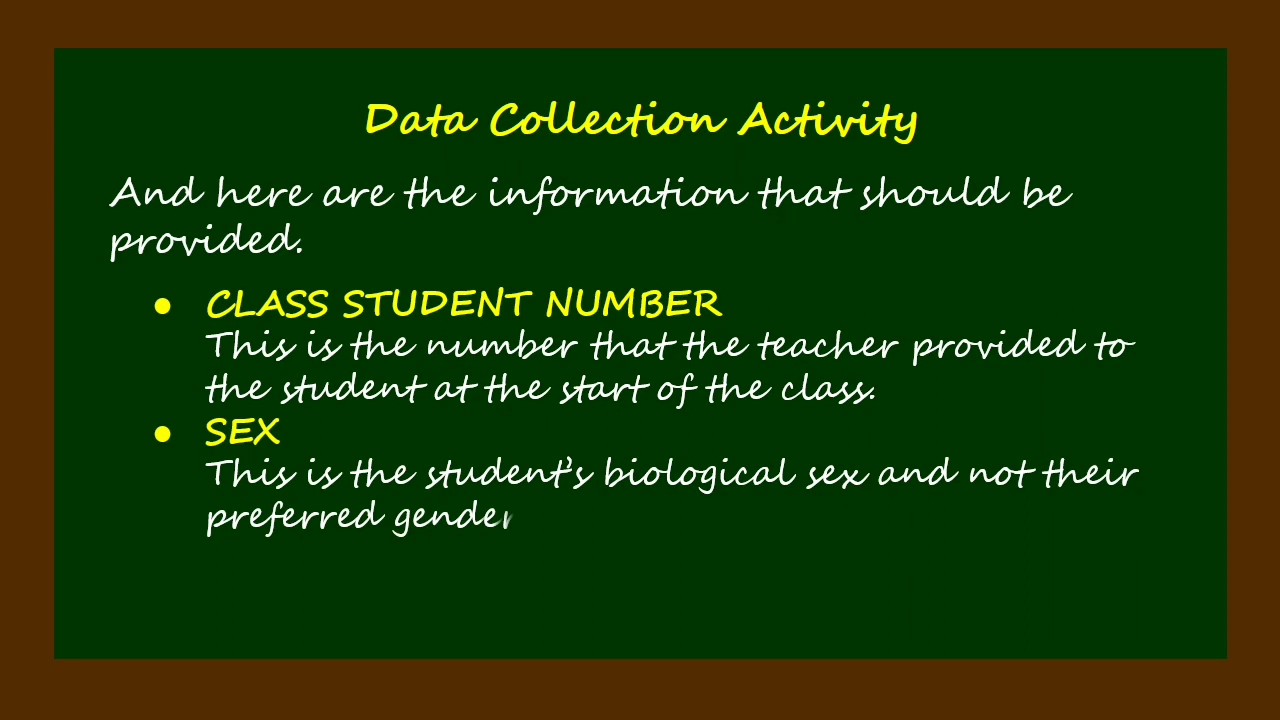 Data Collection Activity
And here are the information that should be
provided.
● CLASS STUDENT NUMBER
This is the number that the teacher provided to
the student at the start of the class.
● SEX
This is the student's biological sex and not their
preferred gender